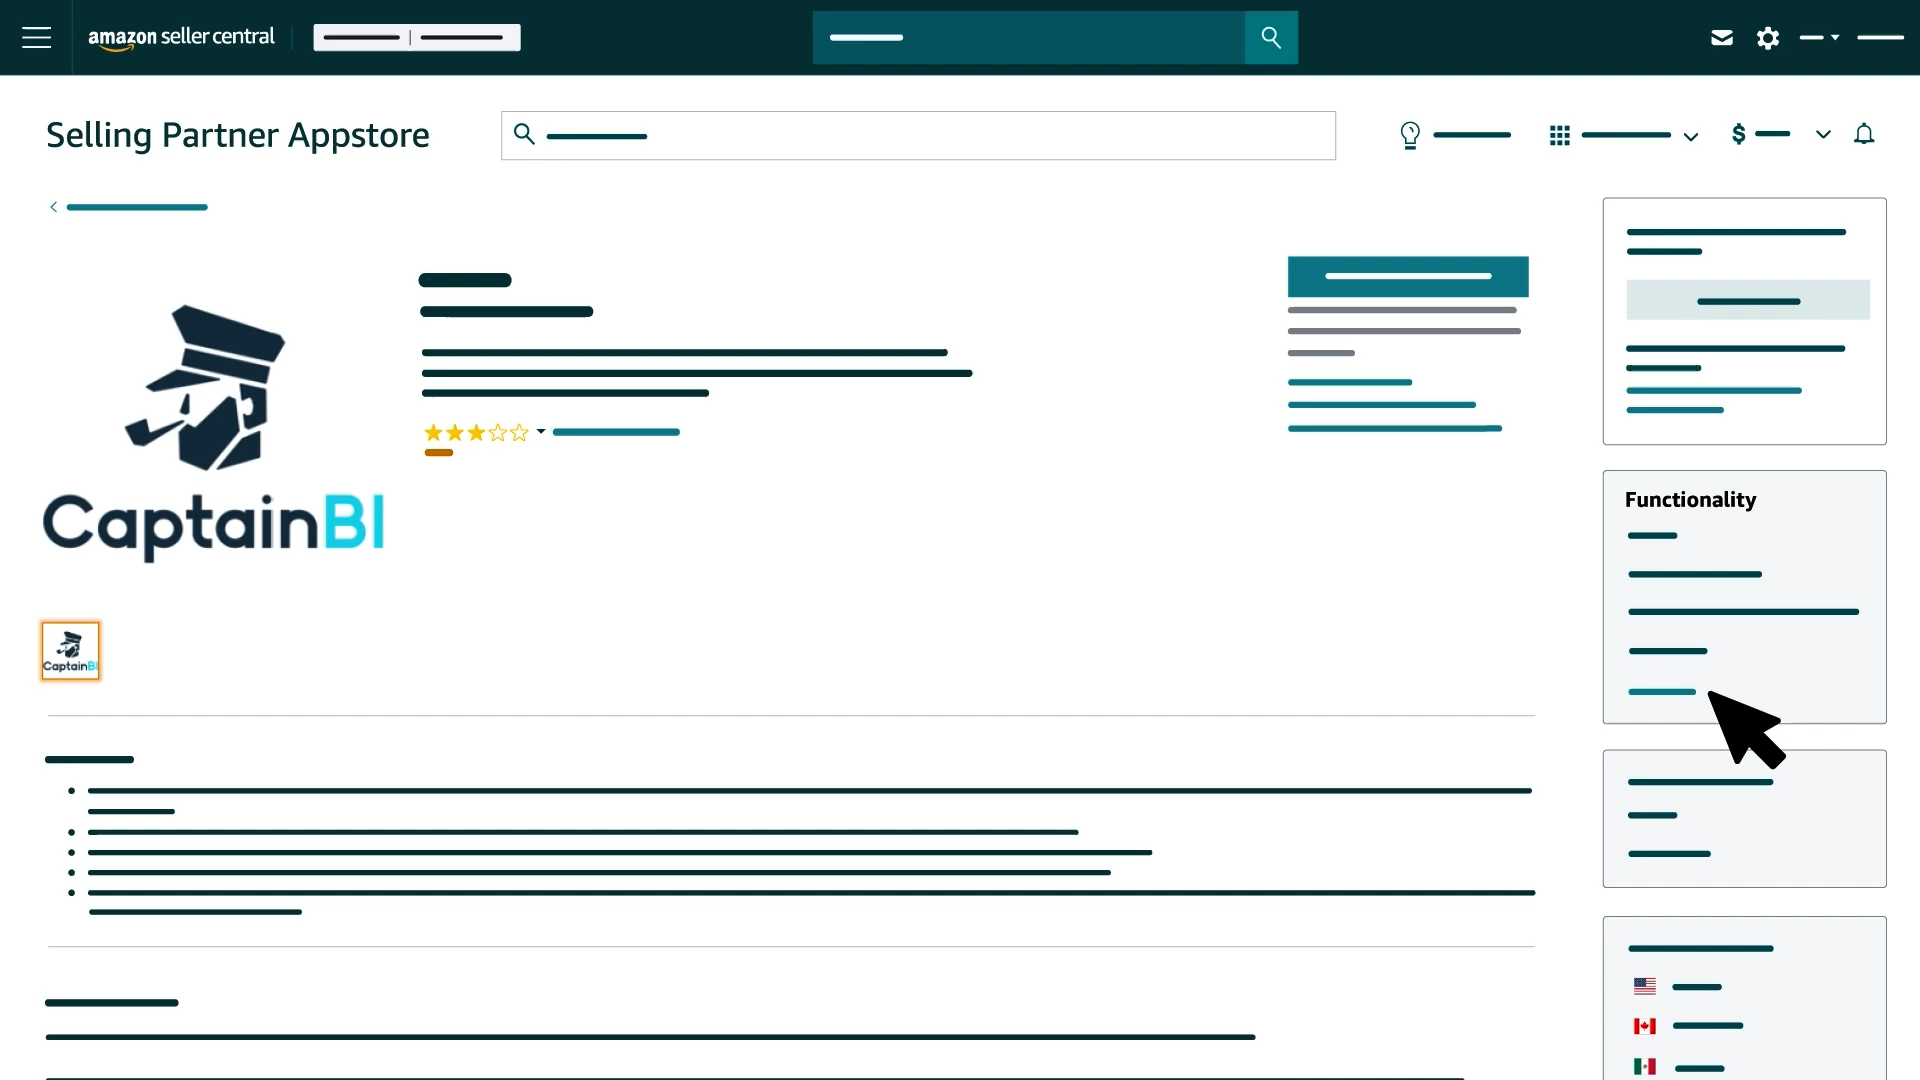 amazon seller central
Selling Partner Appstore
CaptainBI
Functionality
CaptainBI